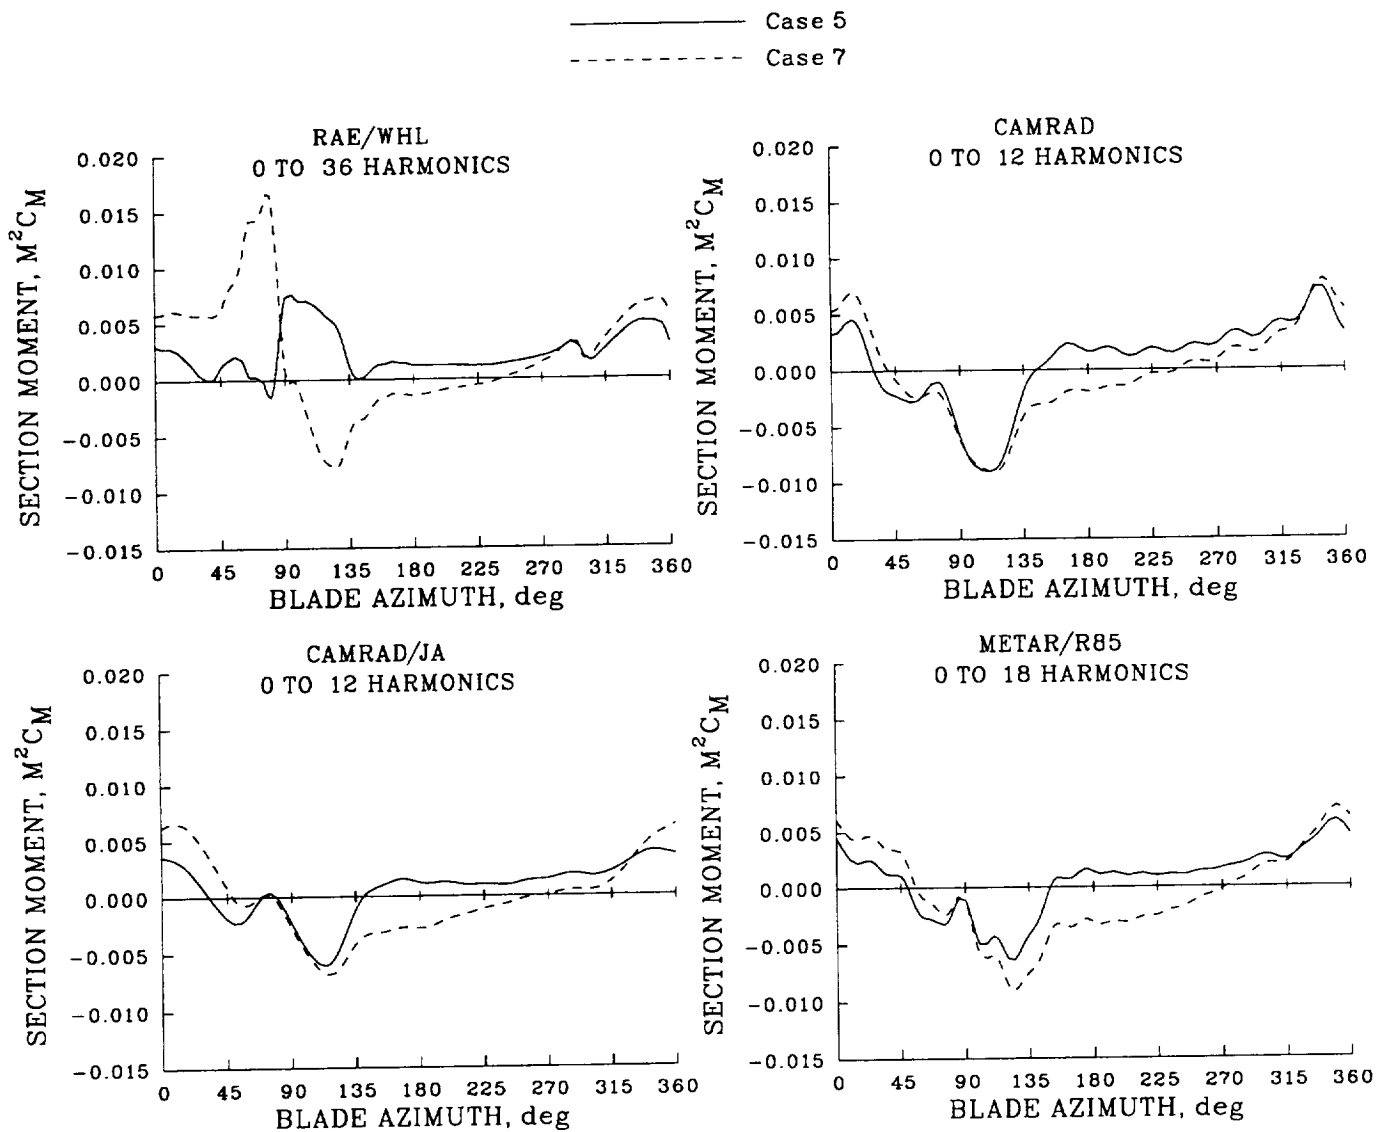 Case 5
Case 7
RAE/WHL
0 TO 36 HARMONICS
0.020
0.015
0.010
0.005
0.000
−0.005
−0.010
−0.015
SECTION MOMENT, M²C_M
0 45 90 135 180 225 270 315 360
BLADE AZIMUTH, deg
CAMRAD
0 TO 12 HARMONICS
0.020
0.015
0.010
0.005
0.000
−0.005
−0.010
−0.015
SECTION MOMENT, M²C_M
0 45 90 135 180 225 270 315 360
BLADE AZIMUTH, deg
CAMRAD/JA
0 TO 12 HARMONICS
0.020
0.015
0.010
0.005
0.000
−0.005
−0.010
−0.015
SECTION MOMENT, M²C_M
0 45 90 135 180 225 270 315 360
BLADE AZIMUTH, deg
METAR/R85
0 TO 18 HARMONICS
0.020
0.015
0.010
0.005
0.000
−0.005
−0.010
−0.015
SECTION MOMENT, M²C_M
0 45 90 135 180 225 270 315 360
BLADE AZIMUTH, deg